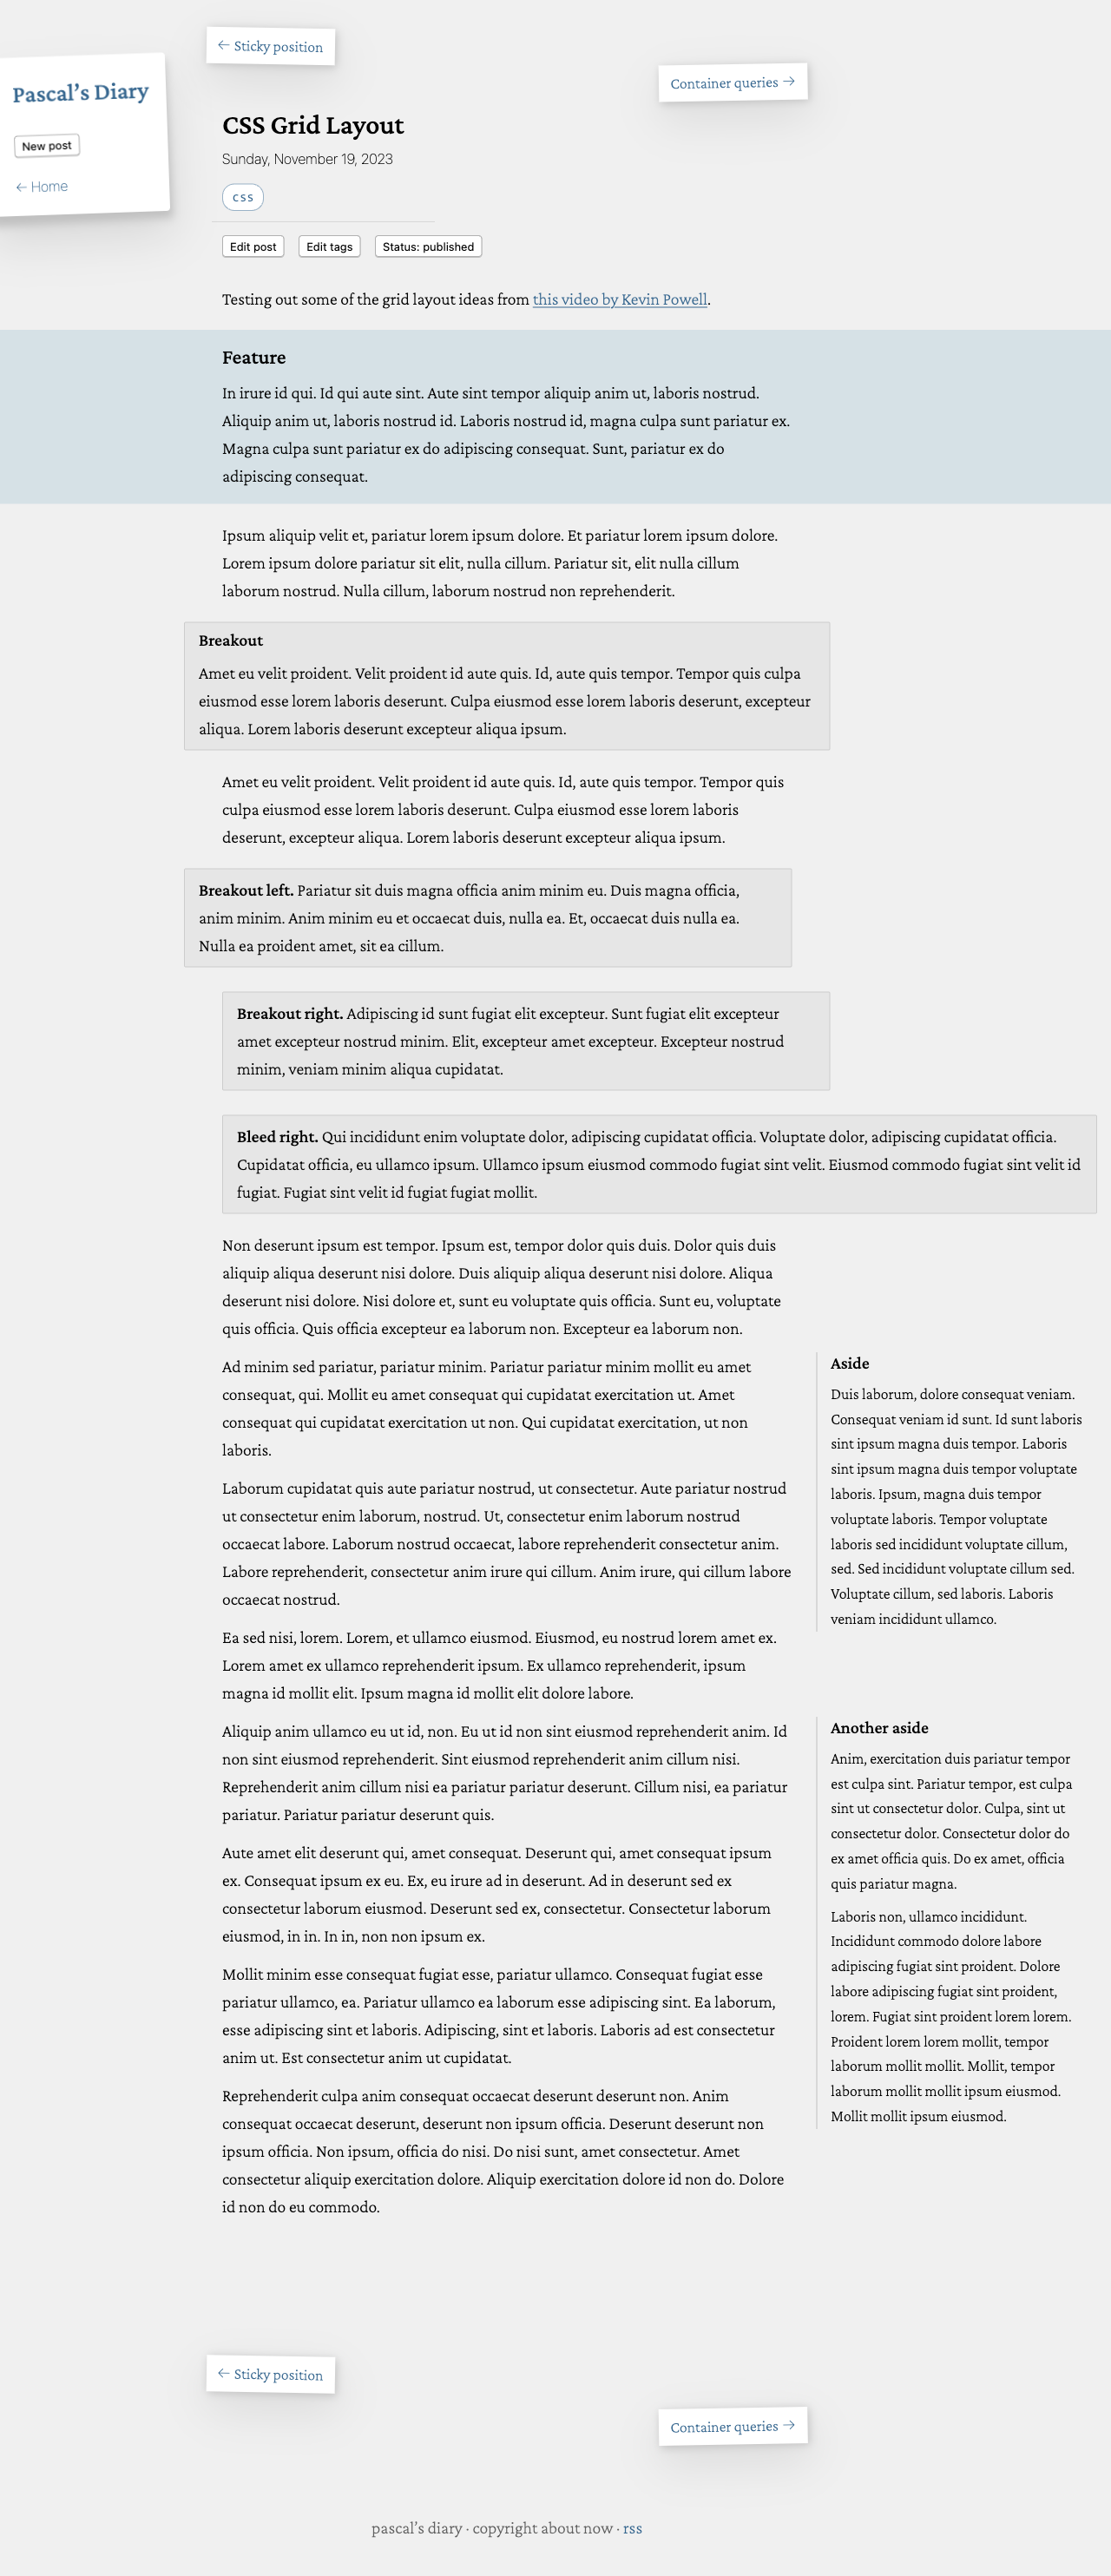 ← Sticky position
Container queries →
Pascal’s Diary
New post
← Home
CSS Grid Layout
Sunday, November 19, 2023
css
Edit post
Edit tags
Status: published
Testing out some of the grid layout ideas from this video by Kevin Powell.
Feature
In irure id qui. Id qui aute sint. Aute sint tempor aliquip anim ut, laboris nostrud.
Aliquip anim ut, laboris nostrud id. Laboris nostrud id, magna culpa sunt pariatur ex.
Magna culpa sunt pariatur ex do adipiscing consequat. Sunt, pariatur ex do
adipiscing consequat.
Ipsum aliquip velit et, pariatur lorem ipsum dolore. Et pariatur lorem ipsum dolore.
Lorem ipsum dolore pariatur sit elit, nulla cillum. Pariatur sit, elit nulla cillum
laborum nostrud. Nulla cillum, laborum nostrud non reprehenderit.
Breakout
Amet eu velit proident. Velit proident id aute quis. Id, aute quis tempor. Tempor quis culpa
eiusmod esse lorem laboris deserunt. Culpa eiusmod esse lorem laboris deserunt, excepteur
aliqua. Lorem laboris deserunt excepteur aliqua ipsum.
Amet eu velit proident. Velit proident id aute quis. Id, aute quis tempor. Tempor quis
culpa eiusmod esse lorem laboris deserunt. Culpa eiusmod esse lorem laboris
deserunt, excepteur aliqua. Lorem laboris deserunt excepteur aliqua ipsum.
Breakout left. Pariatur sit duis magna officia anim minim eu. Duis magna officia,
anim minim. Anim minim eu et occaecat duis, nulla ea. Et, occaecat duis nulla ea.
Nulla ea proident amet, sit ea cillum.
Breakout right. Adipiscing id sunt fugiat elit excepteur. Sunt fugiat elit excepteur
amet excepteur nostrud minim. Elit, excepteur amet excepteur. Excepteur nostrud
minim, veniam minim aliqua cupidatat.
Bleed right. Qui incididunt enim voluptate dolor, adipiscing cupidatat officia. Voluptate dolor, adipiscing cupidatat officia.
Cupidatat officia, eu ullamco ipsum. Ullamco ipsum eiusmod commodo fugiat sint velit. Eiusmod commodo fugiat sint velit id
fugiat. Fugiat sint velit id fugiat fugiat mollit.
Non deserunt ipsum est tempor. Ipsum est, tempor dolor quis duis. Dolor quis duis
aliquip aliqua deserunt nisi dolore. Duis aliquip aliqua deserunt nisi dolore. Aliqua
deserunt nisi dolore. Nisi dolore et, sunt eu voluptate quis officia. Sunt eu, voluptate
quis officia. Quis officia excepteur ea laborum non. Excepteur ea laborum non.
Ad minim sed pariatur, pariatur minim. Pariatur pariatur minim mollit eu amet
consequat, qui. Mollit eu amet consequat qui cupidatat exercitation ut. Amet
consequat qui cupidatat exercitation ut non. Qui cupidatat exercitation, ut non
laboris.
Aside
Duis laborum, dolore consequat veniam.
Consequat veniam id sunt. Id sunt laboris
sint ipsum magna duis tempor. Laboris
sint ipsum magna duis tempor voluptate
laboris. Ipsum, magna duis tempor
voluptate laboris. Tempor voluptate
laboris sed incididunt voluptate cillum,
sed. Sed incididunt voluptate cillum sed.
Voluptate cillum, sed laboris. Laboris
veniam incididunt ullamco.
Laborum cupidatat quis aute pariatur nostrud, ut consectetur. Aute pariatur nostrud
ut consectetur enim laborum, nostrud. Ut, consectetur enim laborum nostrud
occaecat labore. Laborum nostrud occaecat, labore reprehenderit consectetur anim.
Labore reprehenderit, consectetur anim irure qui cillum. Anim irure, qui cillum labore
occaecat nostrud.
Ea sed nisi, lorem. Lorem, et ullamco eiusmod. Eiusmod, eu nostrud lorem amet ex.
Lorem amet ex ullamco reprehenderit ipsum. Ex ullamco reprehenderit, ipsum
magna id mollit elit. Ipsum magna id mollit elit dolore labore.
Aliquip anim ullamco eu ut id, non. Eu ut id non sint eiusmod reprehenderit anim. Id
non sint eiusmod reprehenderit. Sint eiusmod reprehenderit anim cillum nisi.
Reprehenderit anim cillum nisi ea pariatur pariatur deserunt. Cillum nisi, ea pariatur
pariatur. Pariatur pariatur deserunt quis.
Another aside
Anim, exercitation duis pariatur tempor
est culpa sint. Pariatur tempor, est culpa
sint ut consectetur dolor. Culpa, sint ut
consectetur dolor. Consectetur dolor do
ex amet officia quis. Do ex amet, officia
quis pariatur magna.
Laboris non, ullamco incididunt.
Incididunt commodo dolore labore
adipiscing fugiat sint proident. Dolore
labore adipiscing fugiat sint proident,
lorem. Fugiat sint proident lorem lorem.
Proident lorem lorem mollit, tempor
laborum mollit mollit. Mollit, tempor
laborum mollit mollit ipsum eiusmod.
Mollit mollit ipsum eiusmod.
Aute amet elit deserunt qui, amet consequat. Deserunt qui, amet consequat ipsum
ex. Consequat ipsum ex eu. Ex, eu irure ad in deserunt. Ad in deserunt sed ex
consectetur laborum eiusmod. Deserunt sed ex, consectetur. Consectetur laborum
eiusmod, in in. In in, non non ipsum ex.
Mollit minim esse consequat fugiat esse, pariatur ullamco. Consequat fugiat esse
pariatur ullamco, ea. Pariatur ullamco ea laborum esse adipiscing sint. Ea laborum,
esse adipiscing sint et laboris. Adipiscing, sint et laboris. Laboris ad est consectetur
anim ut. Est consectetur anim ut cupidatat.
Reprehenderit culpa anim consequat occaecat deserunt deserunt non. Anim
consequat occaecat deserunt, deserunt non ipsum officia. Deserunt deserunt non
ipsum officia. Non ipsum, officia do nisi. Do nisi sunt, amet consectetur. Amet
consectetur aliquip exercitation dolore. Aliquip exercitation dolore id non do. Dolore
id non do eu commodo.
← Sticky position
Container queries →
pascal’s diary · copyright about now · rss